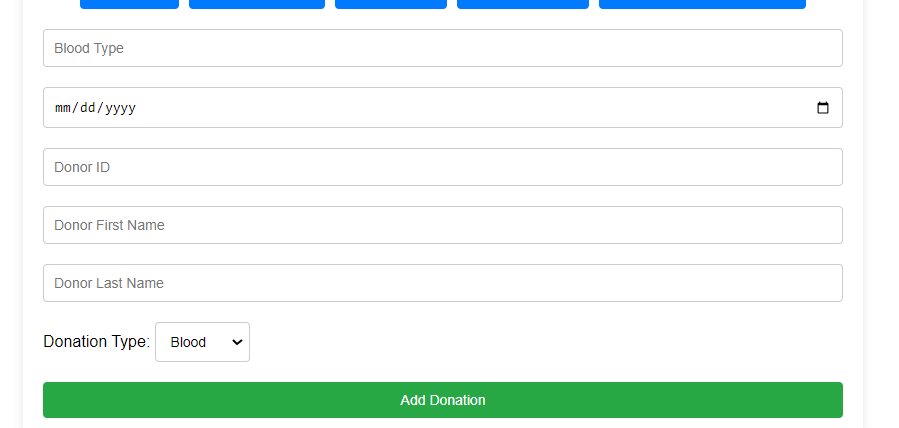 Blood Type
mm/dd/yyyy
Donor ID
Donor First Name
Donor Last Name
Donation Type: Blood
Add Donation